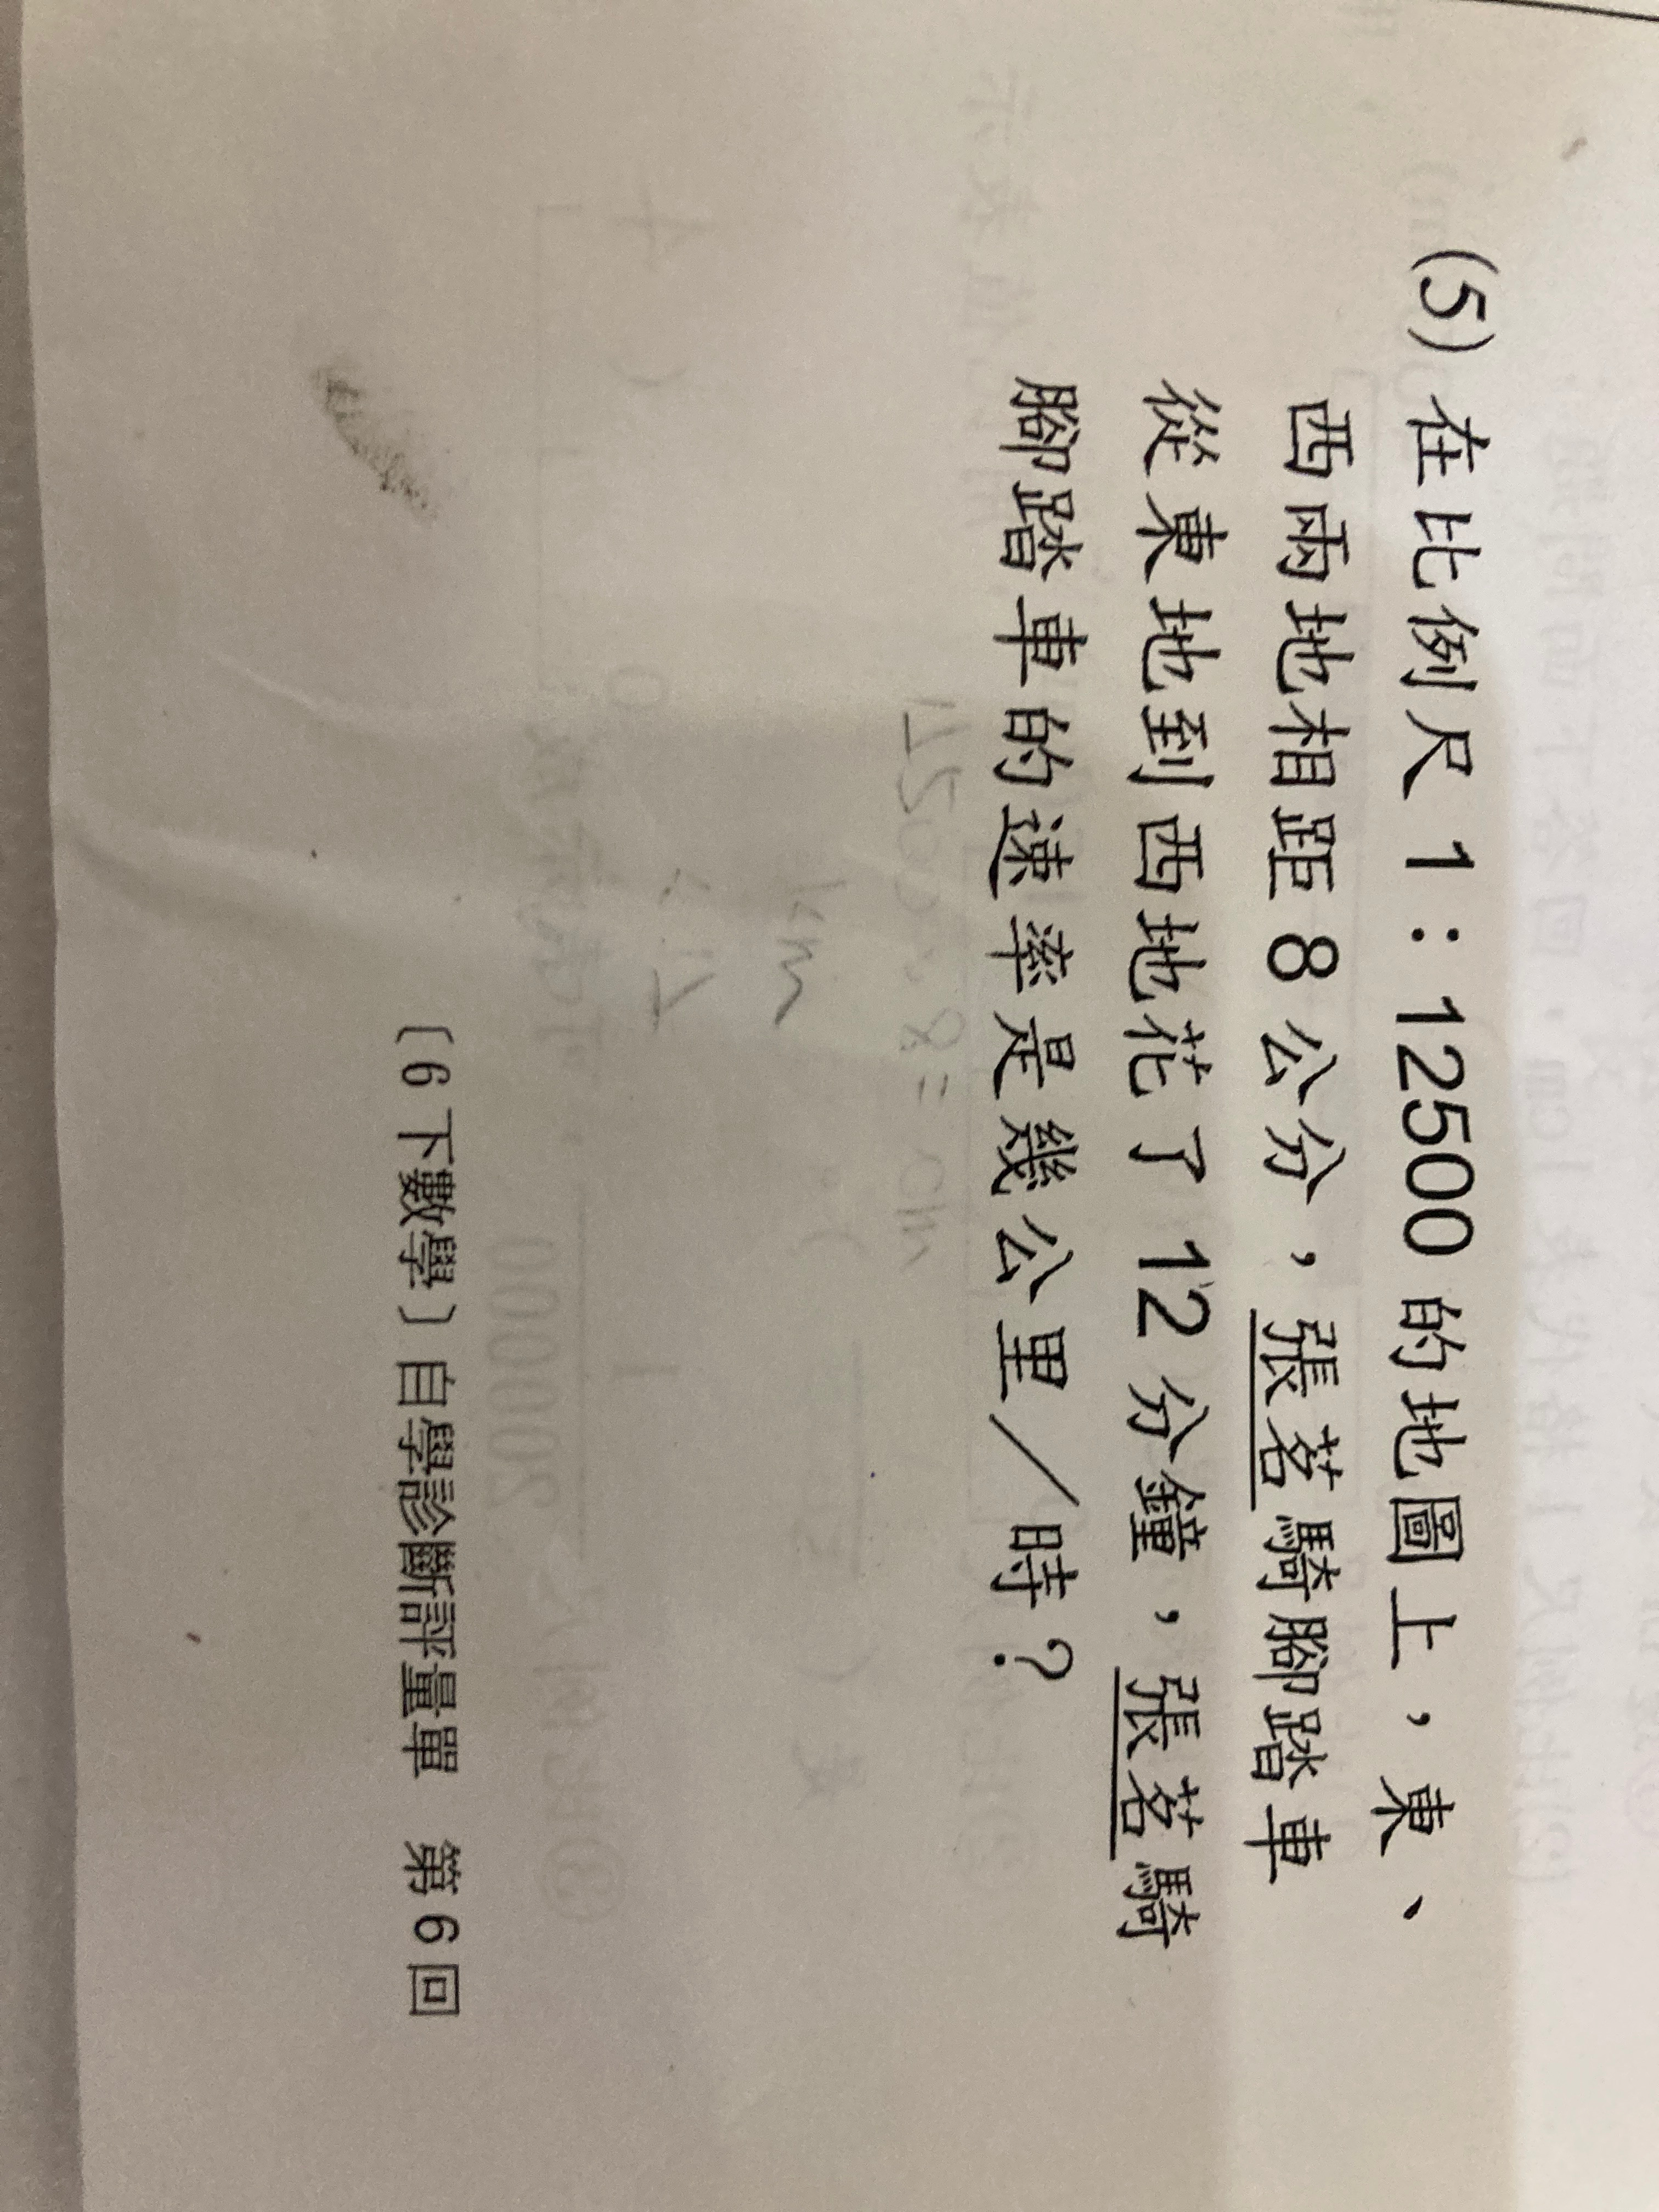 (5) 在比例尺 1：12500 的地圖上，東、
西兩地相距 8 公分，張茗騎腳踏車
從東地到西地花了 12 分鐘，張茗騎
腳踏車的速率是幾公里／時？
〔6 下數學〕自學診斷評量單 第 6 回